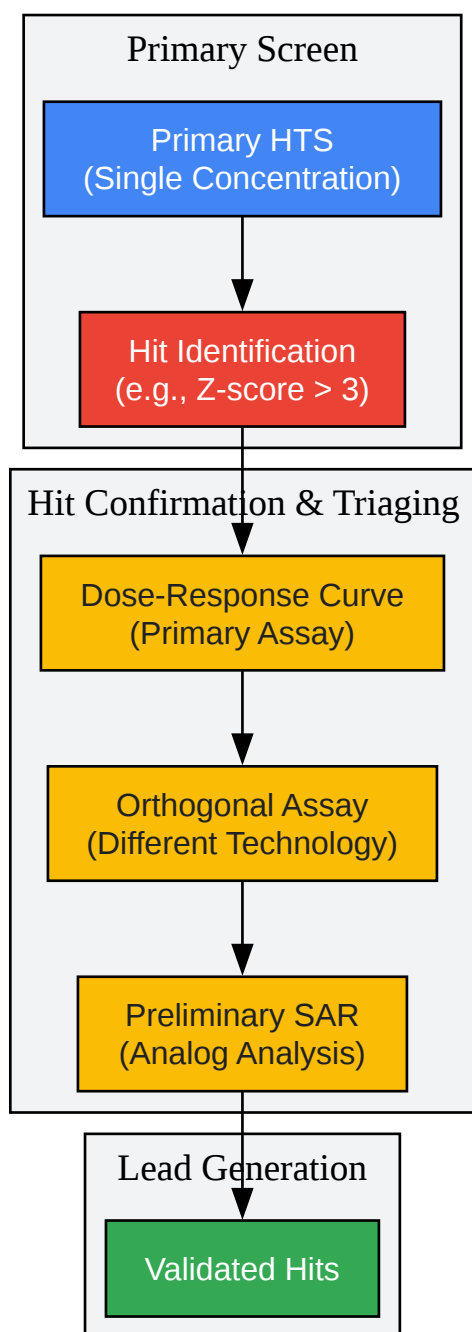 Primary Screen
Primary HTS
(Single Concentration)
Hit Identification
(e.g., Z-score > 3)
Hit Confirmation & Triaging
Dose-Response Curve
(Primary Assay)
Orthogonal Assay
(Different Technology)
Preliminary SAR
(Analog Analysis)
Lead Generation
Validated Hits